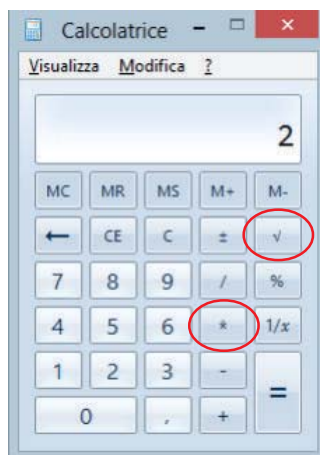 Calcolatrice
Visualizza Modifica ?
2
MC MR MS M+ M-
← CE C ± √
7 8 9 / %
4 5 6 * 1/x
1 2 3 - =
0 , +